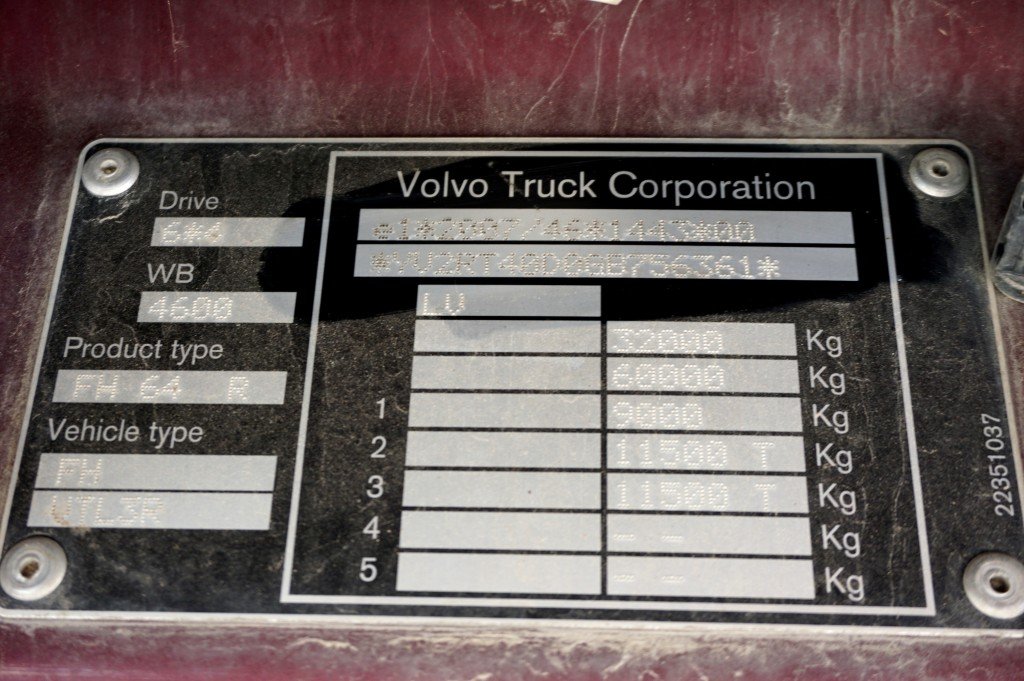 Volvo Truck Corporation
Drive
6*4
e1*2007/46*1443*00
WB
*YV2RT40D0GB756361*
4600
LV
Product type
32000 Kg
FH 64 R
60000 Kg
1 9000 Kg
Vehicle type
2 11500 T Kg
FH
3 11500 T Kg
VTL3R
4 -- -- Kg
5 -- -- Kg
22351037